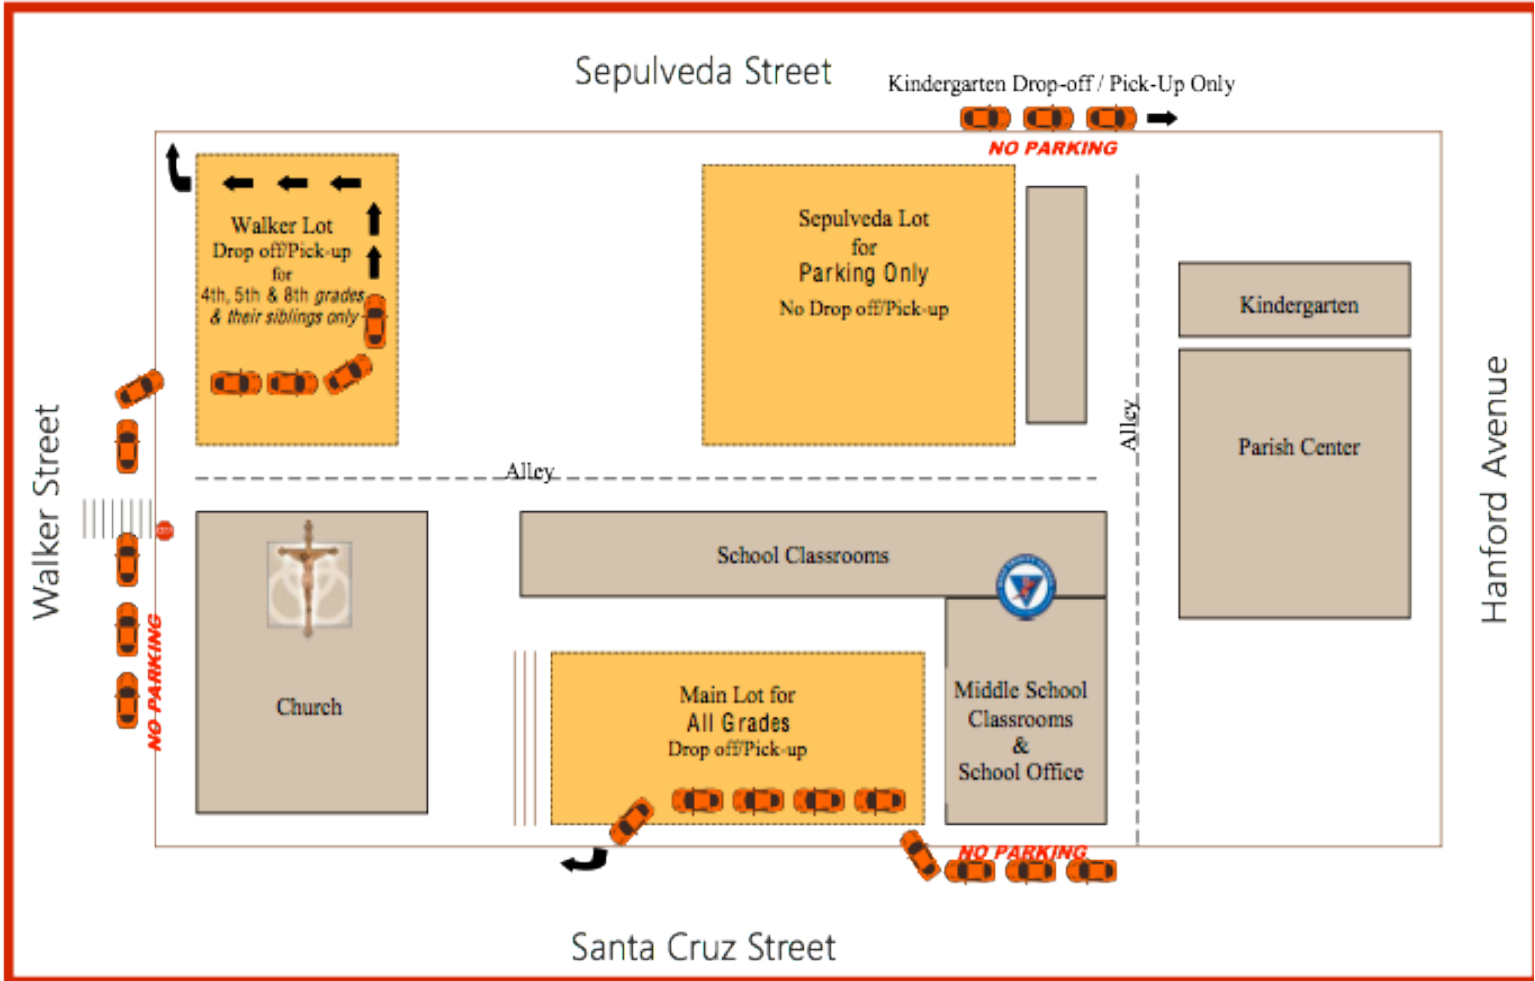 Sepulveda Street
Kindergarten Drop-off / Pick-Up Only
NO PARKING
Walker Lot
Drop off/Pick-up
for
4th, 5th & 8th grades
& their siblings only
Sepulveda Lot
for
Parking Only
No Drop off/Pick-up
Kindergarten
Parish Center
Alley
Alley
Walker Street
Hanford Avenue
NO PARKING
Church
School Classrooms
Main Lot for
All Grades
Drop off/Pick-up
Middle School
Classrooms
&
School Office
NO PARKING
Santa Cruz Street